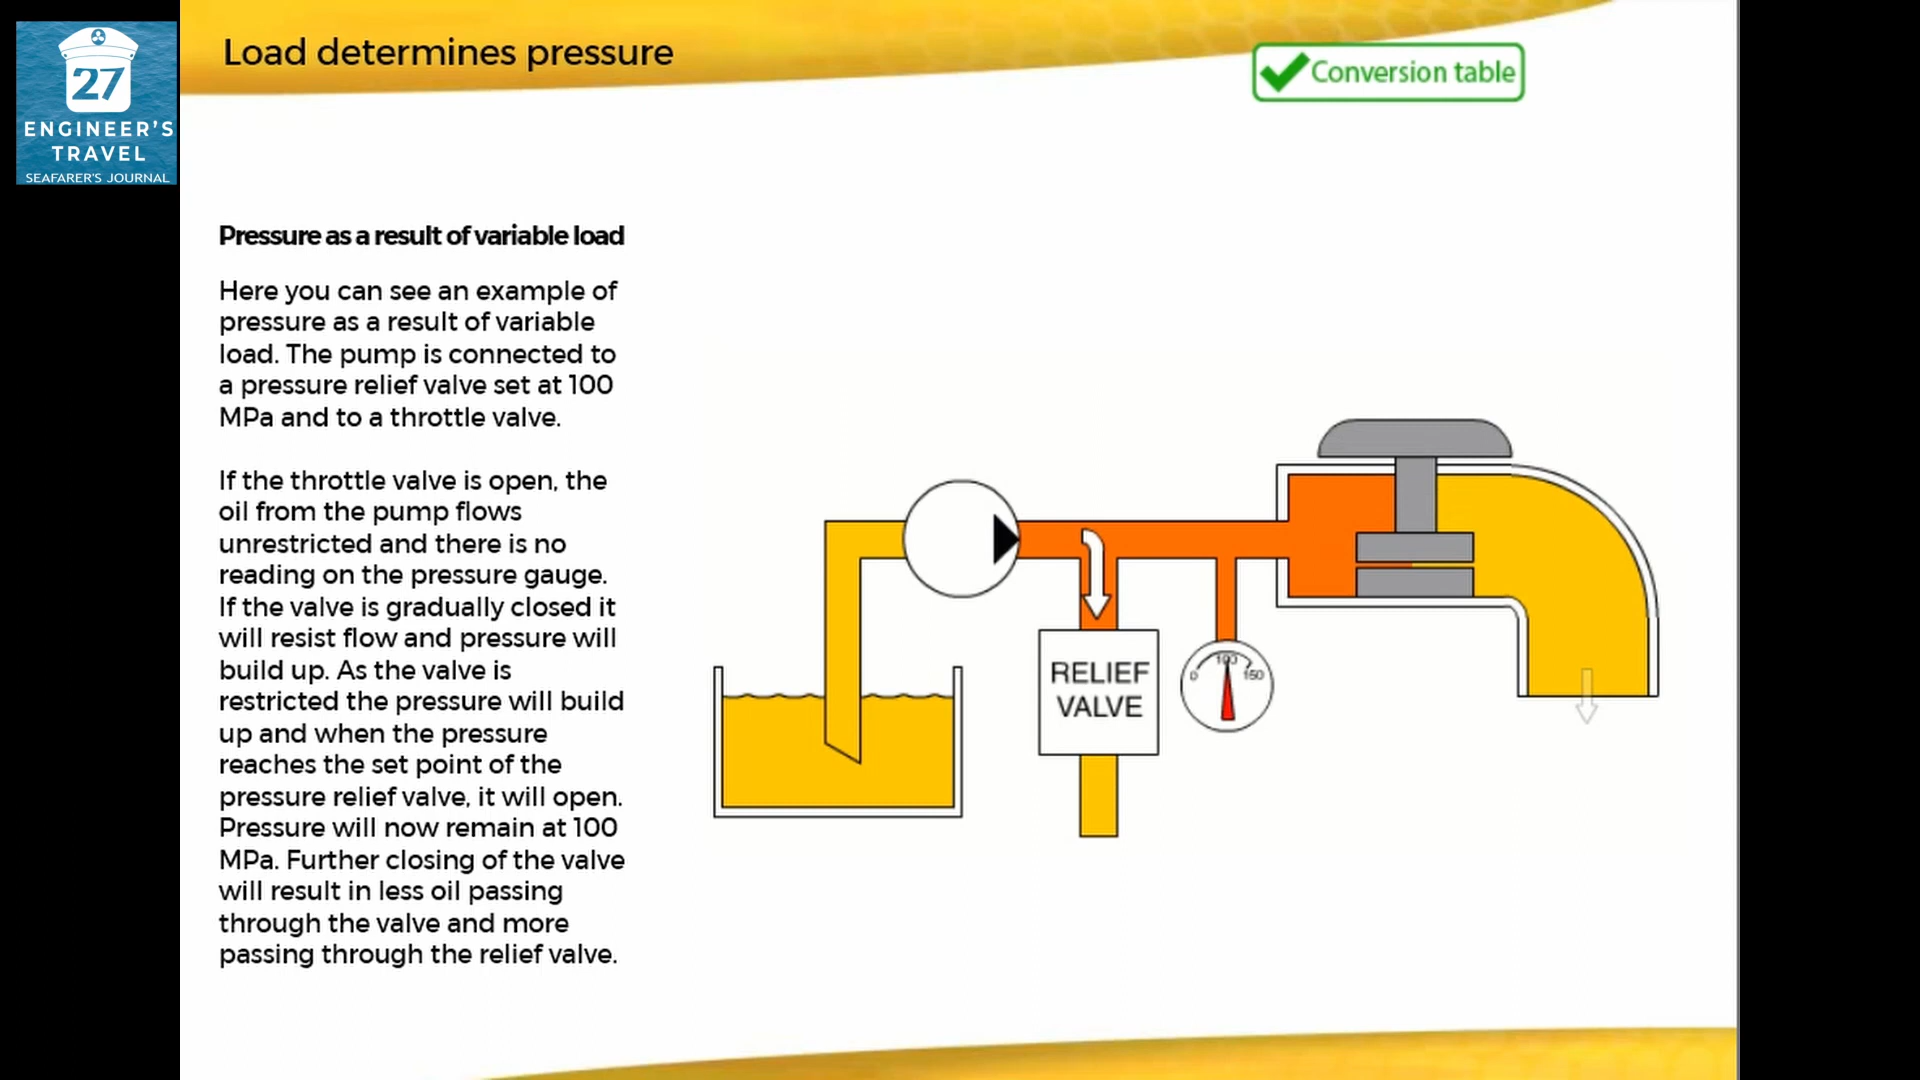 27
ENGINEER'S
TRAVEL
SEAFARER'S JOURNAL
Load determines pressure
Conversion table
Pressure as a result of variable load
Here you can see an example of
pressure as a result of variable
load. The pump is connected to
a pressure relief valve set at 100
MPa and to a throttle valve.
If the throttle valve is open, the
oil from the pump flows
unrestricted and there is no
reading on the pressure gauge.
If the valve is gradually closed it
will resist flow and pressure will
build up. As the valve is
restricted the pressure will build
up and when the pressure
reaches the set point of the
pressure relief valve, it will open.
Pressure will now remain at 100
MPa. Further closing of the valve
will result in less oil passing
through the valve and more
passing through the relief valve.
RELIEF
VALVE
0 100 150